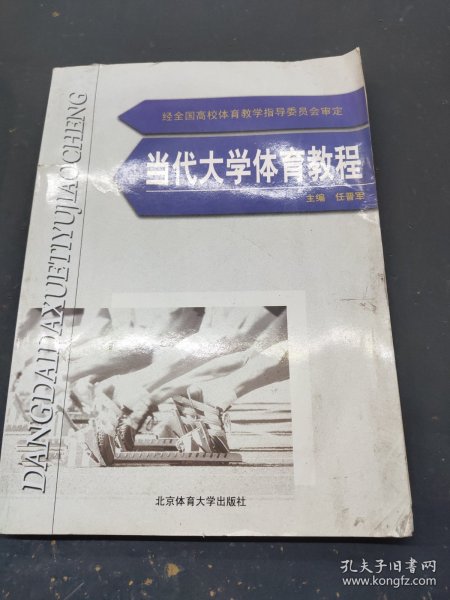 经全国高校体育教学指导委员会审定
当代大学体育教程
主编 任晋军
DANGDAIDAXUETIYUJIAOCHENG
北京体育大学出版社
孔夫子旧书网
www.kongfz.com